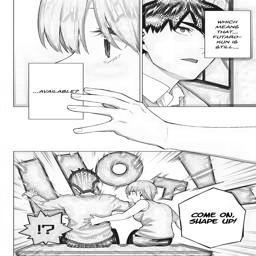 WHICH
MEANS
THAT...
FUTARO-
KUN IS
STILL...
...AVAILABLE?
COME ON,
SHAPE UP!
!?